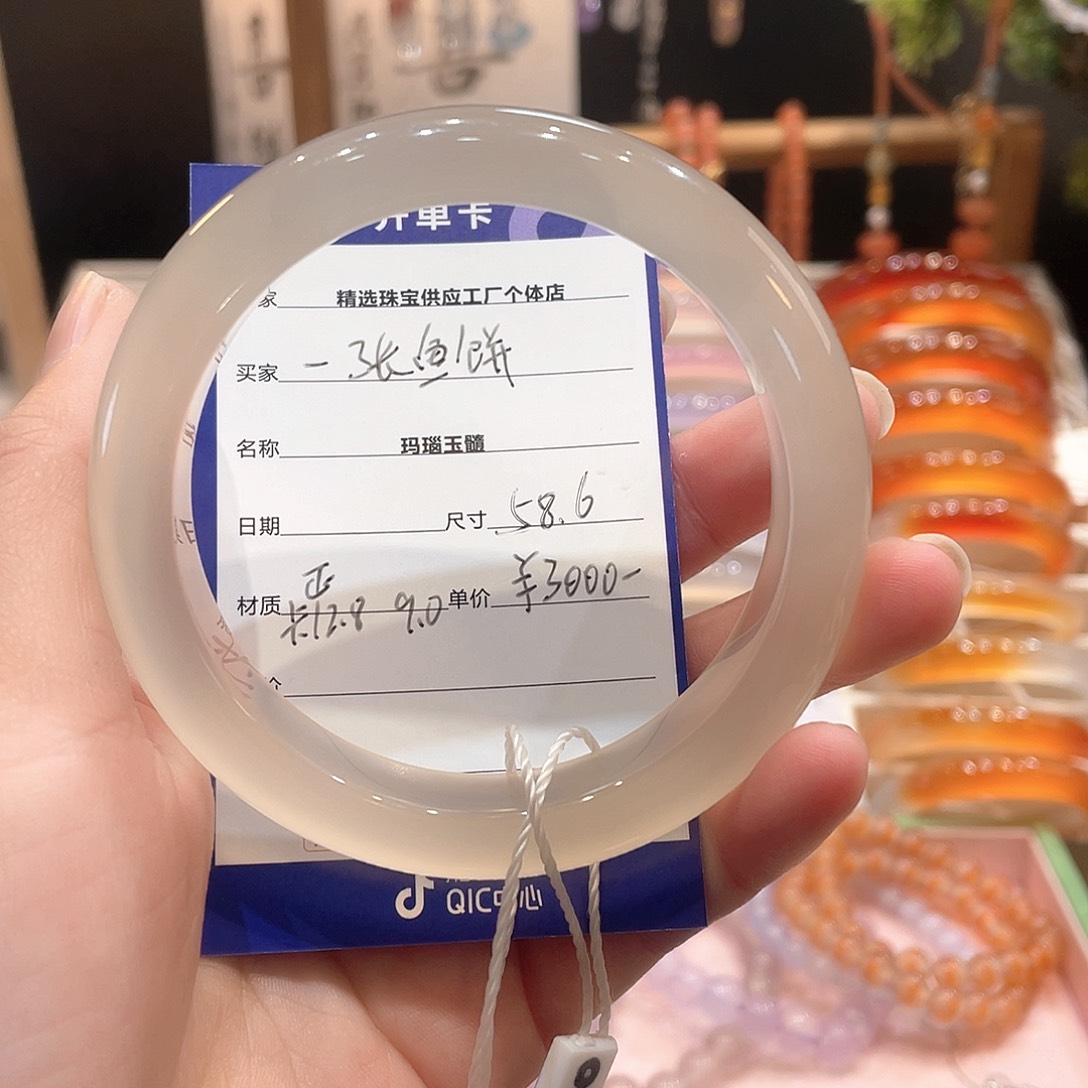 开单卡
家 精选珠宝供应工厂个体店
买家 一张鱼饼
名称 玛瑙玉髓
日期 尺寸 58.6
正
材质 卡12.8 9.0 单价 ¥3000-
QIC中心